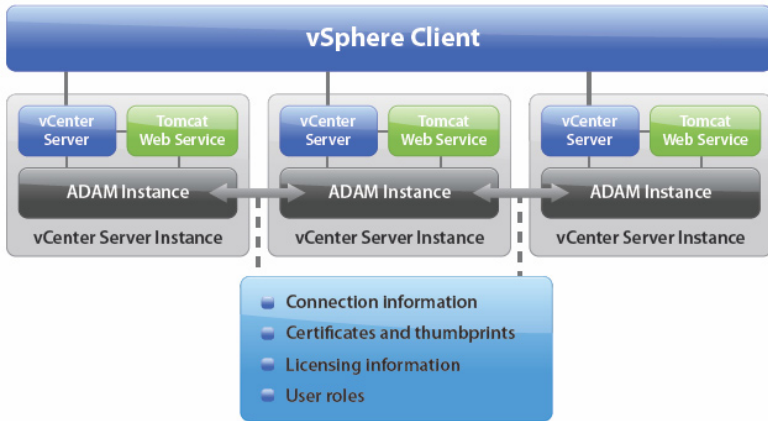 vSphere Client
vCenter
Server
Tomcat
Web Service
ADAM Instance
vCenter Server Instance
vCenter
Server
Tomcat
Web Service
ADAM Instance
vCenter Server Instance
vCenter
Server
Tomcat
Web Service
ADAM Instance
vCenter Server Instance
Connection information
Certificates and thumbprints
Licensing information
User roles